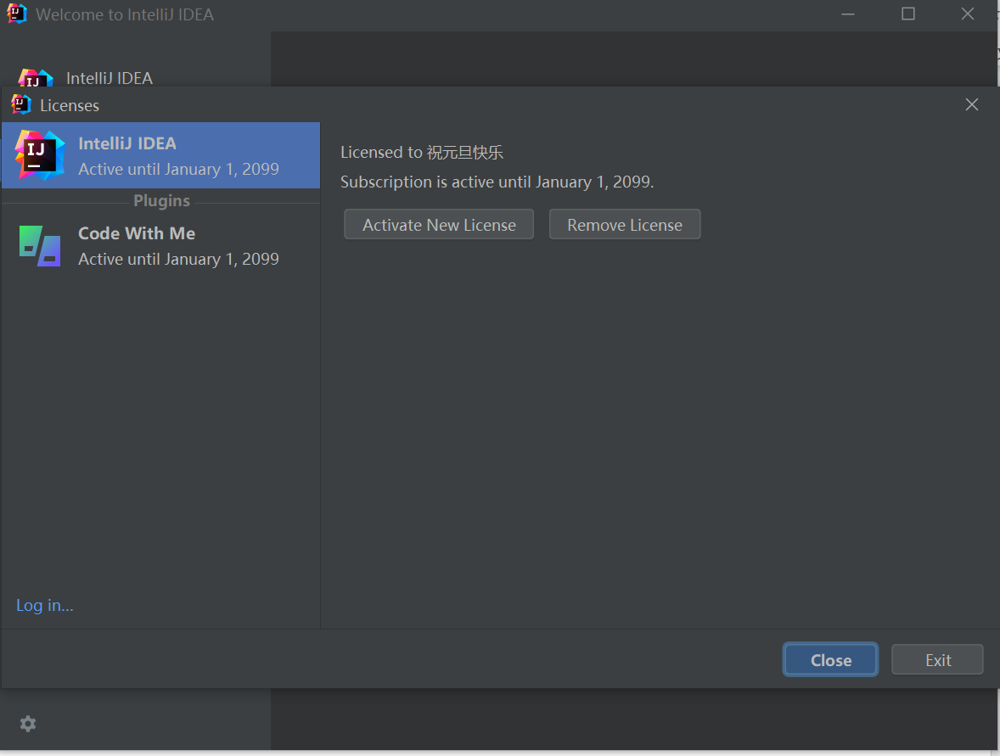 Welcome to IntelliJ IDEA
IntelliJ IDEA
Licenses
IntelliJ IDEA
Active until January 1, 2099
Plugins
Code With Me
Active until January 1, 2099
Log in...
Licensed to 祝元旦快乐
Subscription is active until January 1, 2099.
Activate New License
Remove License
Close
Exit